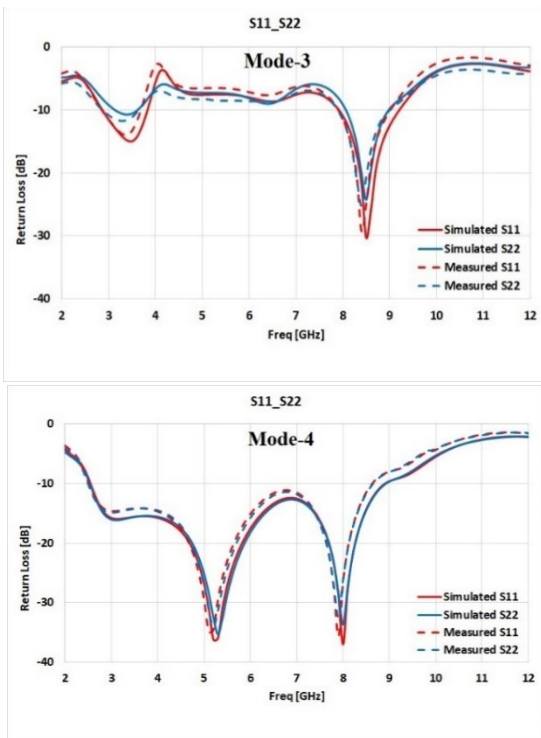 S11_S22
Mode-3
0
-10
-20
-30
-40
Return Loss [dB]
Simulated S11
Simulated S22
Measured S11
Measured S22
2 3 4 5 6 7 8 9 10 11 12
Freq [GHz]
S11_S22
Mode-4
0
-10
-20
-30
-40
Return Loss [dB]
Simulated S11
Simulated S22
Measured S11
Measured S22
2 3 4 5 6 7 8 9 10 11 12
Freq [GHz]